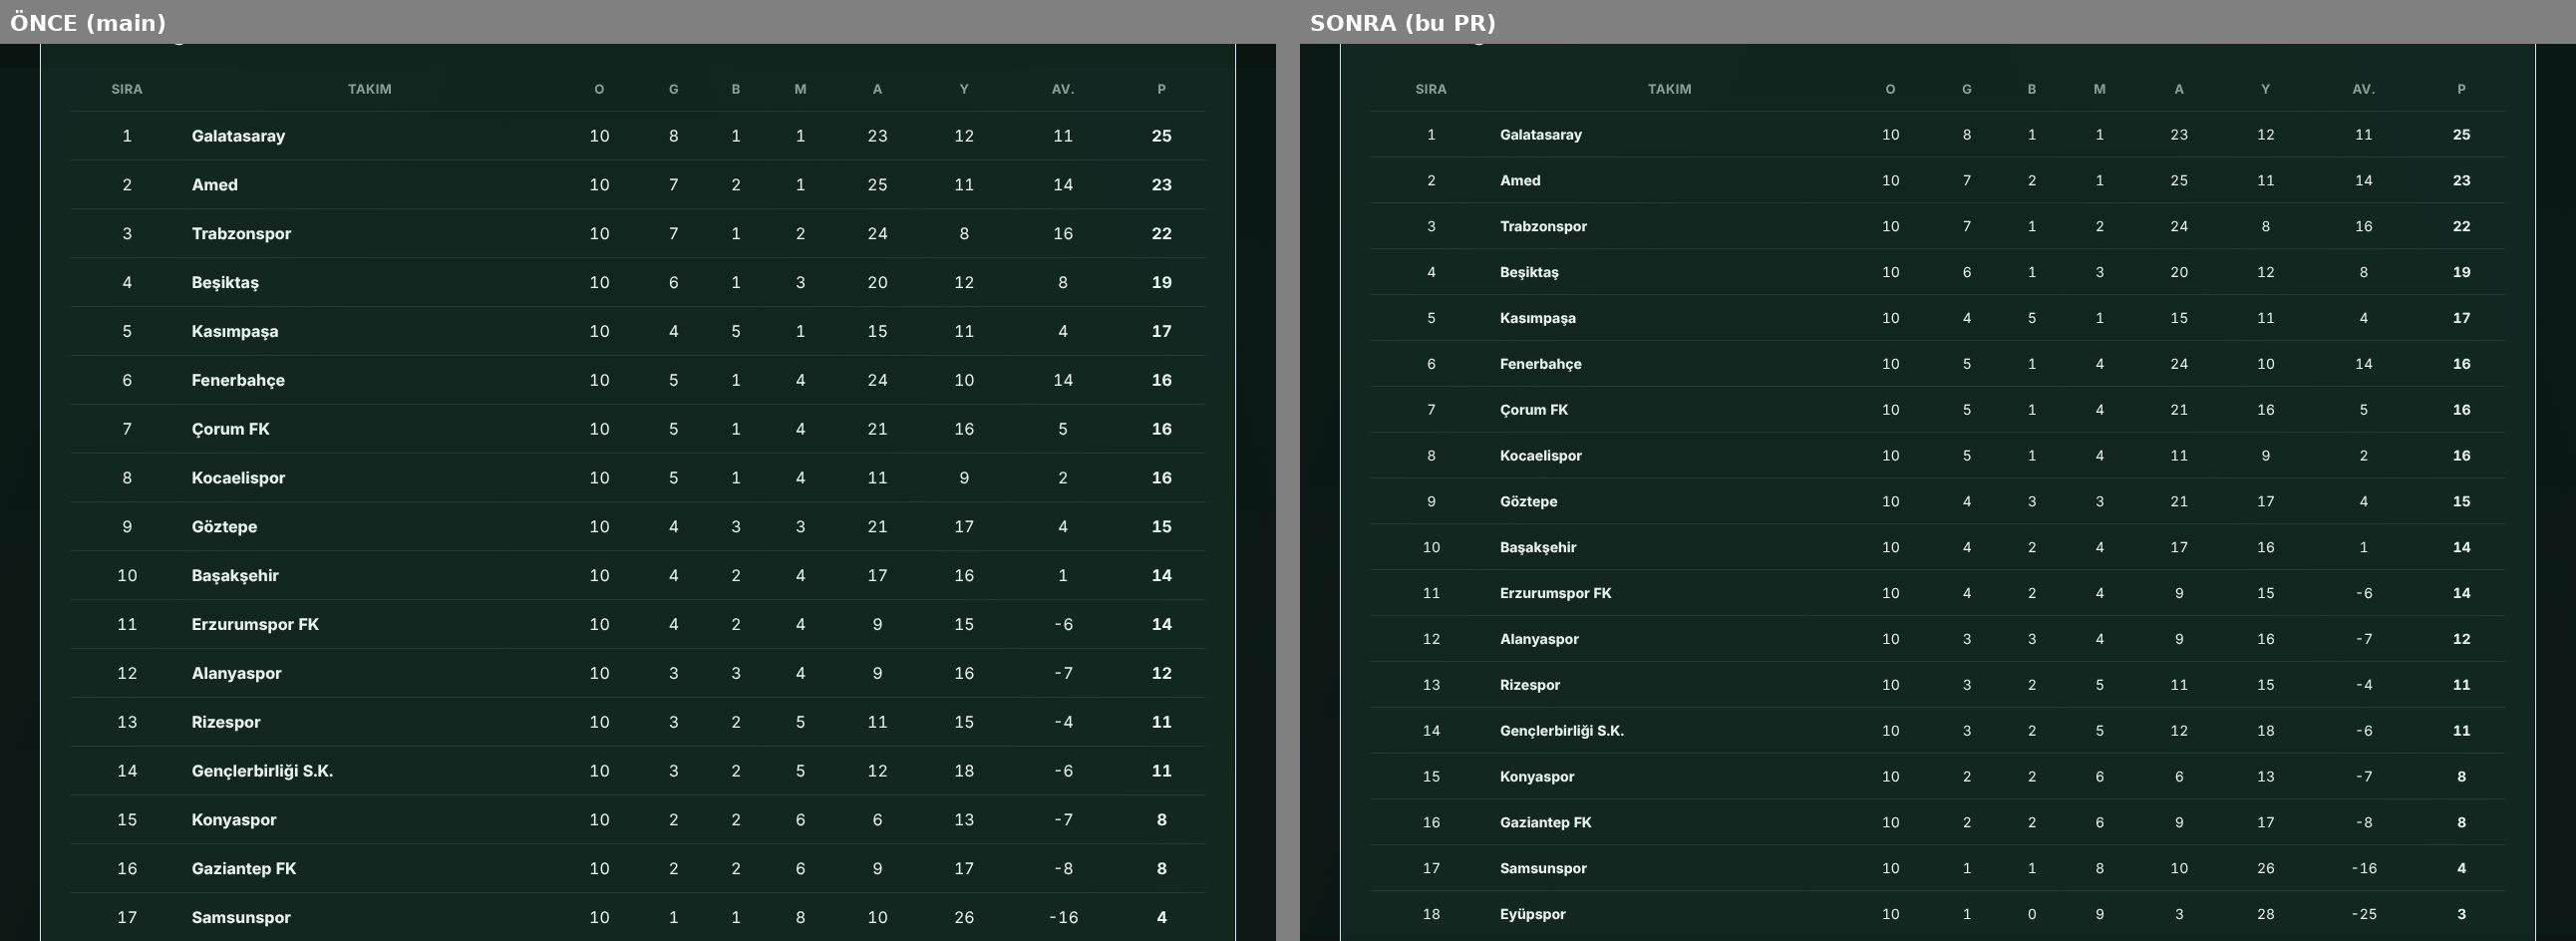 ÖNCE (main)
SIRA TAKIM O G B M A Y AV. P
1 Galatasaray 10 8 1 1 23 12 11 25
2 Amed 10 7 2 1 25 11 14 23
3 Trabzonspor 10 7 1 2 24 8 16 22
4 Beşiktaş 10 6 1 3 20 12 8 19
5 Kasımpaşa 10 4 5 1 15 11 4 17
6 Fenerbahçe 10 5 1 4 24 10 14 16
7 Çorum FK 10 5 1 4 21 16 5 16
8 Kocaelispor 10 5 1 4 11 9 2 16
9 Göztepe 10 4 3 3 21 17 4 15
10 Başakşehir 10 4 2 4 17 16 1 14
11 Erzurumspor FK 10 4 2 4 9 15 -6 14
12 Alanyaspor 10 3 3 4 9 16 -7 12
13 Rizespor 10 3 2 5 11 15 -4 11
14 Gençlerbirliği S.K. 10 3 2 5 12 18 -6 11
15 Konyaspor 10 2 2 6 6 13 -7 8
16 Gaziantep FK 10 2 2 6 9 17 -8 8
17 Samsunspor 10 1 1 8 10 26 -16 4
SONRA (bu PR)
SIRA TAKIM O G B M A Y AV. P
1 Galatasaray 10 8 1 1 23 12 11 25
2 Amed 10 7 2 1 25 11 14 23
3 Trabzonspor 10 7 1 2 24 8 16 22
4 Beşiktaş 10 6 1 3 20 12 8 19
5 Kasımpaşa 10 4 5 1 15 11 4 17
6 Fenerbahçe 10 5 1 4 24 10 14 16
7 Çorum FK 10 5 1 4 21 16 5 16
8 Kocaelispor 10 5 1 4 11 9 2 16
9 Göztepe 10 4 3 3 21 17 4 15
10 Başakşehir 10 4 2 4 17 16 1 14
11 Erzurumspor FK 10 4 2 4 9 15 -6 14
12 Alanyaspor 10 3 3 4 9 16 -7 12
13 Rizespor 10 3 2 5 11 15 -4 11
14 Gençlerbirliği S.K. 10 3 2 5 12 18 -6 11
15 Konyaspor 10 2 2 6 6 13 -7 8
16 Gaziantep FK 10 2 2 6 9 17 -8 8
17 Samsunspor 10 1 1 8 10 26 -16 4
18 Eyüpspor 10 1 0 9 3 28 -25 3